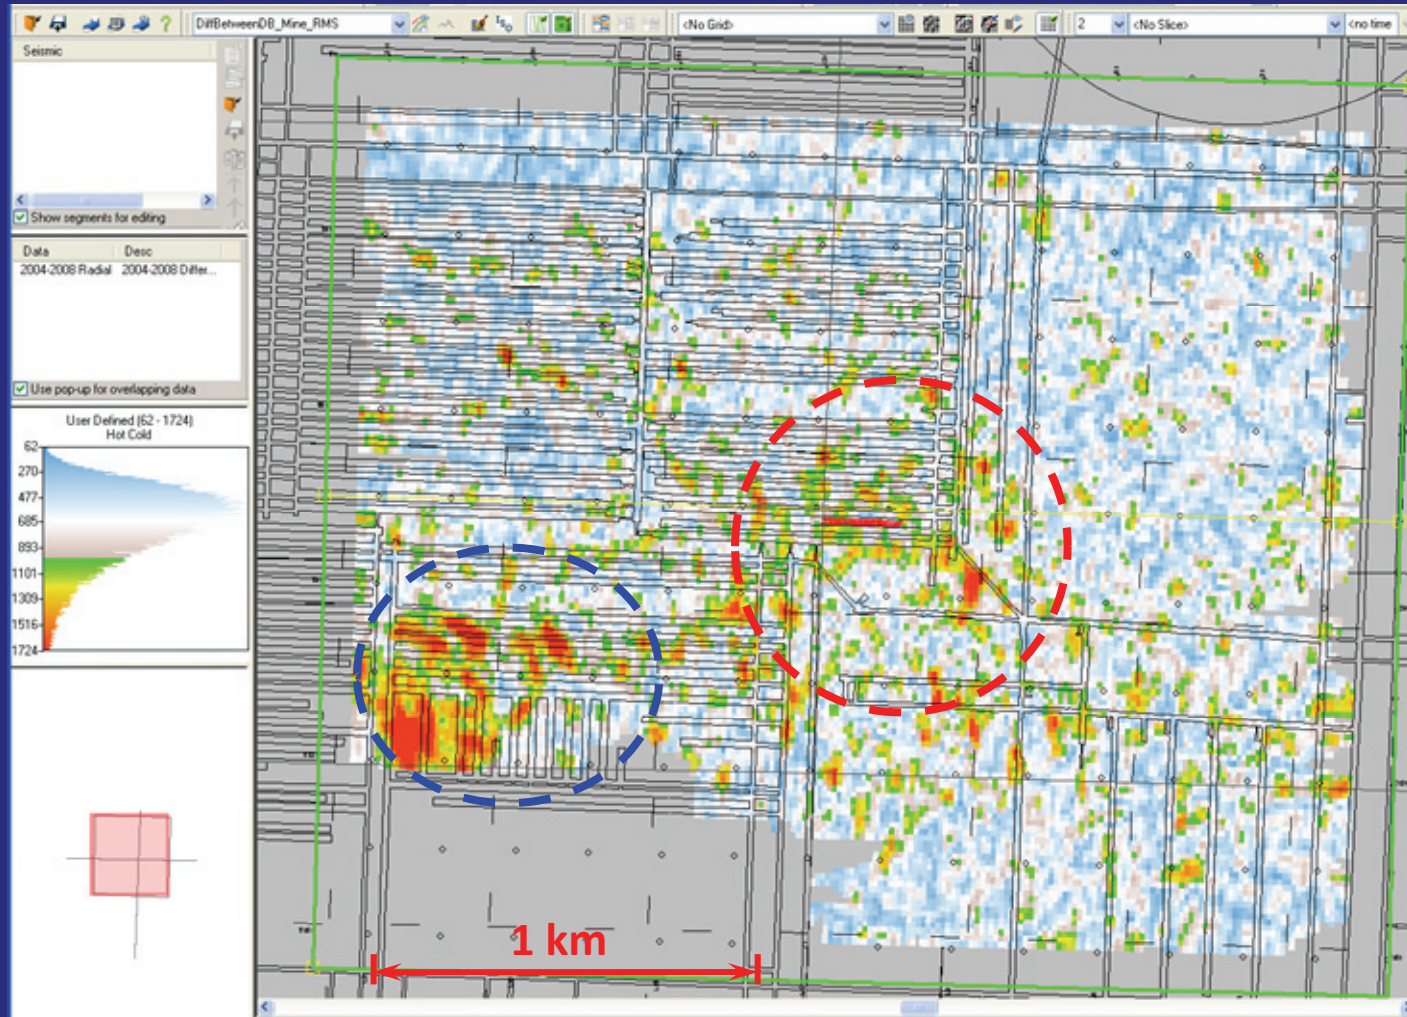 DiffBetweenDB_Mine_RMS
<No Grid>
2
<No Slice>
<no time
Seismic
Show segments for editing
Data Desc
2004-2008 Radial 2004-2008 Differ...
Use pop-up for overlapping data
User Defined (62 - 1724)
Hot Cold
62
270
477
685
893
1101
1309
1516
1724
1 km